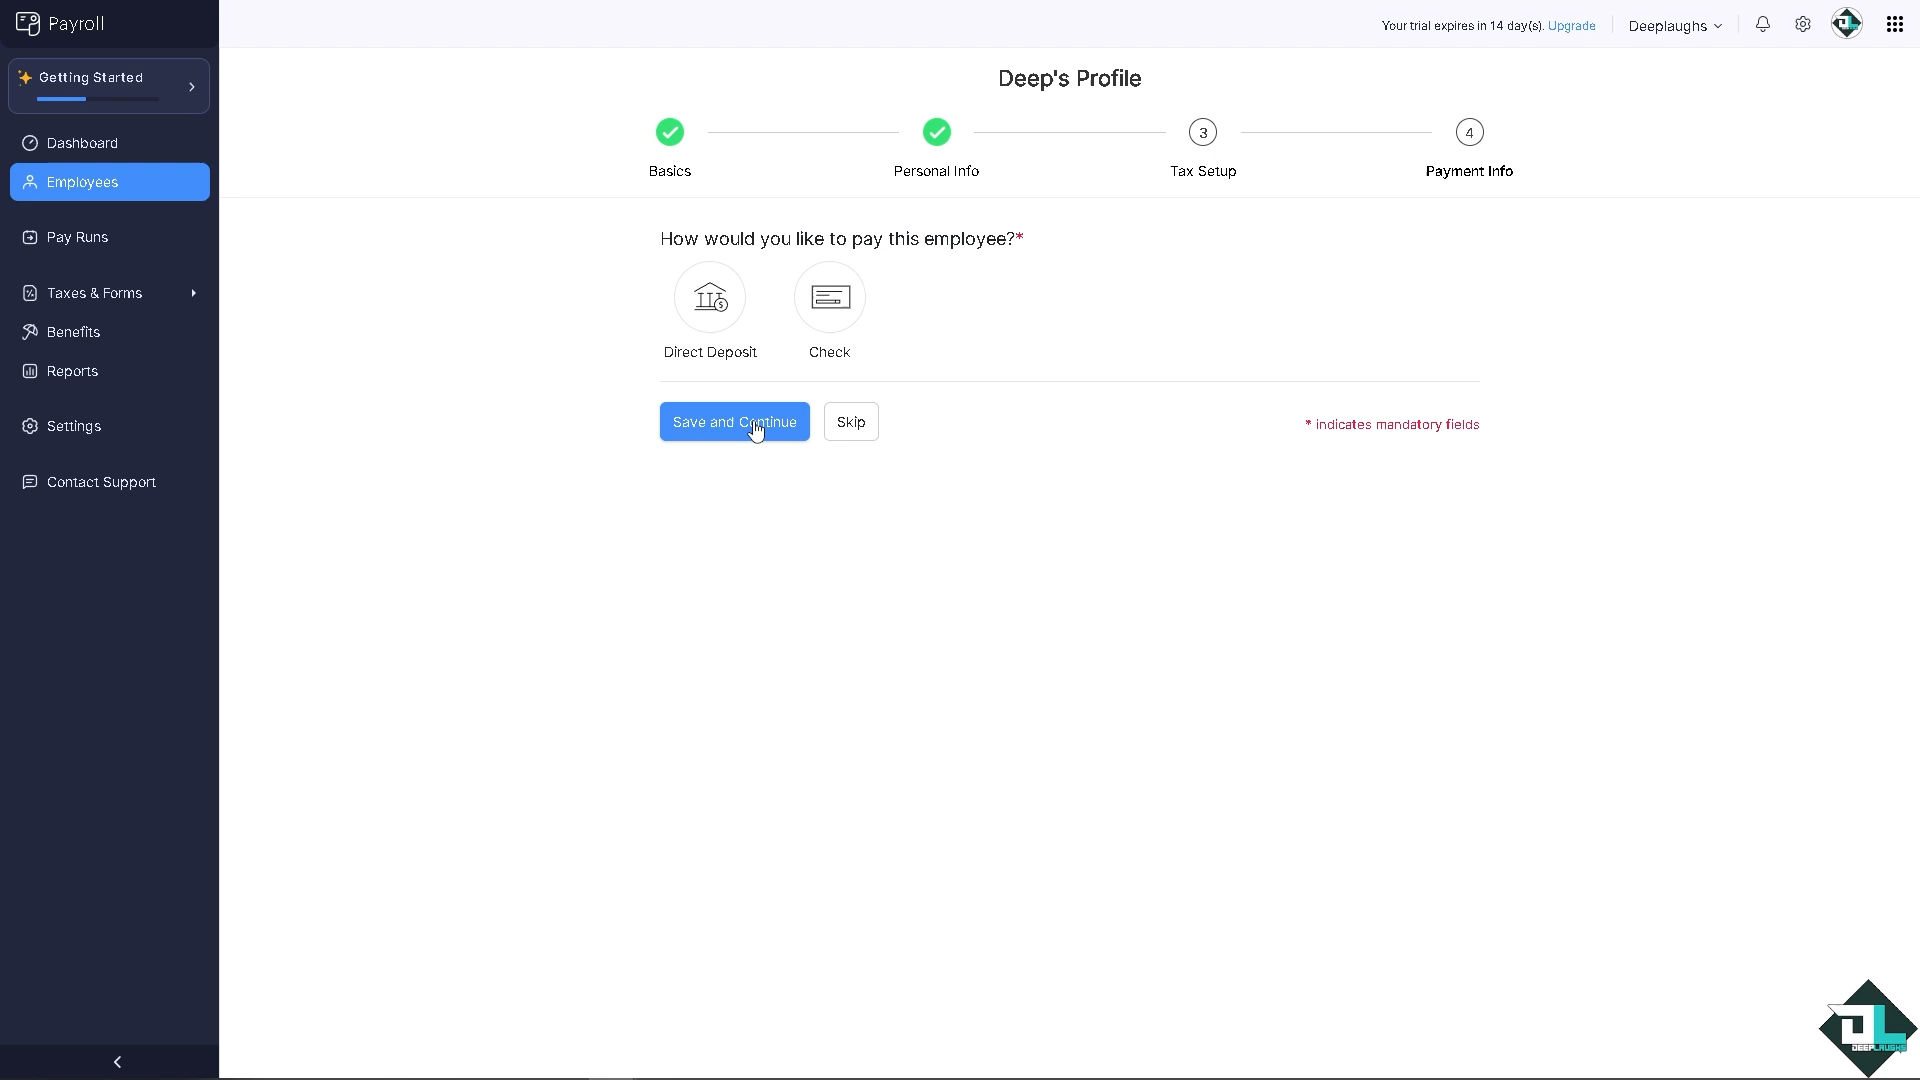 Payroll
Getting Started
Dashboard
Employees
Pay Runs
Taxes & Forms
Benefits
Reports
Settings
Contact Support
Your trial expires in 14 day(s). Upgrade
Deeplaughs
Deep's Profile
3
4
Basics
Personal Info
Tax Setup
Payment Info
How would you like to pay this employee?*
Direct Deposit
Check
Save and Continue
Skip
* indicates mandatory fields
DL
DEEPLAUGHS